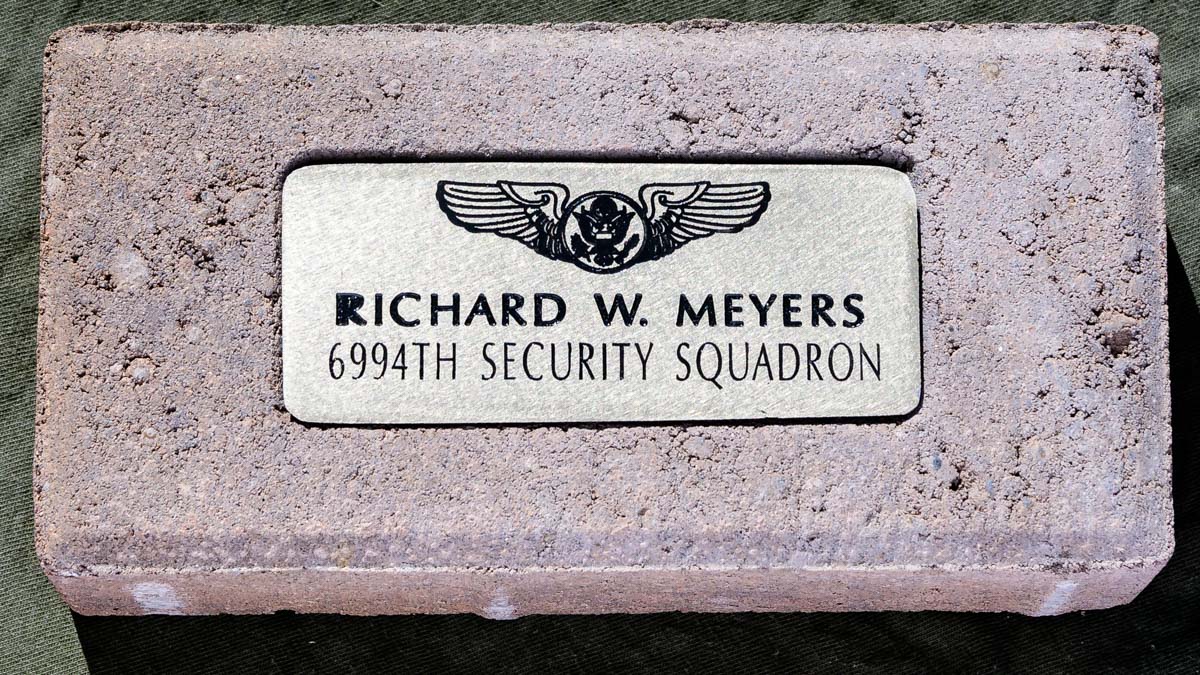 RICHARD W. MEYERS
6994TH SECURITY SQUADRON